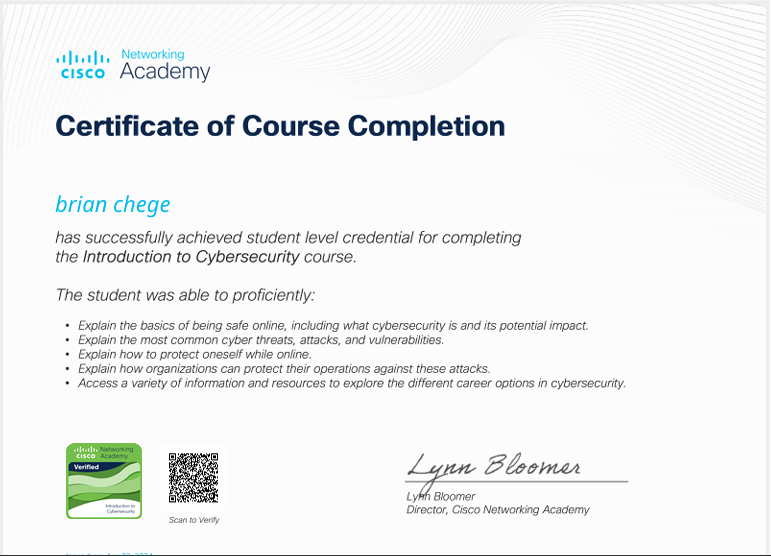 Networking
CISCO Academy
Certificate of Course Completion
brian chege
has successfully achieved student level credential for completing
the Introduction to Cybersecurity course.
The student was able to proficiently:
• Explain the basics of being safe online, including what cybersecurity is and its potential impact.
• Explain the most common cyber threats, attacks, and vulnerabilities.
• Explain how to protect oneself while online.
• Explain how organizations can protect their operations against these attacks.
• Access a variety of information and resources to explore the different career options in cybersecurity.
Networking
CISCO Academy
Verified
Introduction to
Cybersecurity
Scan to Verify
Lynn Bloomer
Lynn Bloomer
Director, Cisco Networking Academy